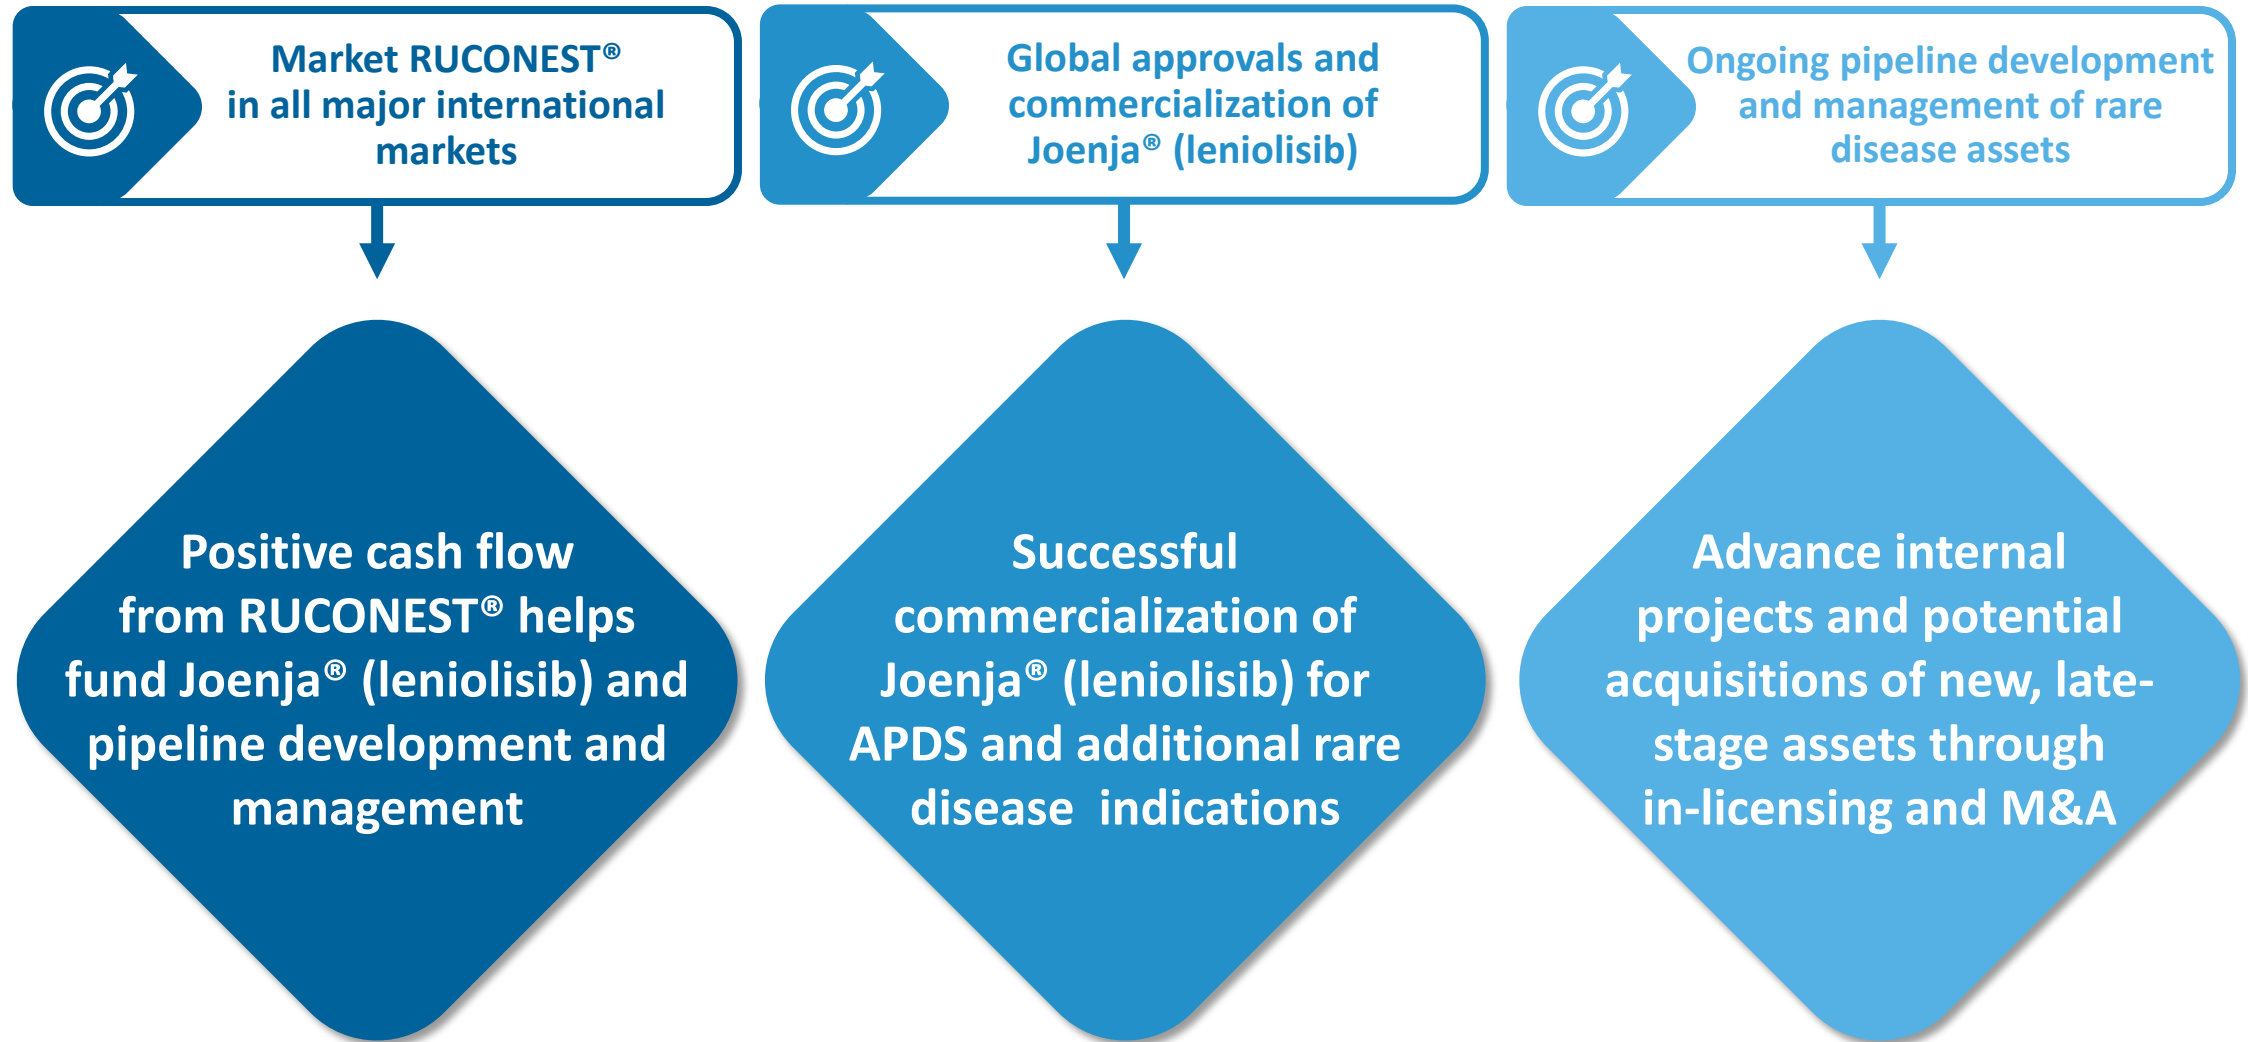 Market RUCONEST®
in all major international
markets
Global approvals and
commercialization of
Joenja® (leniolisib)
Ongoing pipeline development
and management of rare
disease assets
Positive cash flow
from RUCONEST® helps
fund Joenja® (leniolisib) and
pipeline development and
management
Successful
commercialization of
Joenja® (leniolisib) for
APDS and additional rare
disease  indications
Advance internal
projects and potential
acquisitions of new, late-
stage assets through
in-licensing and M&A